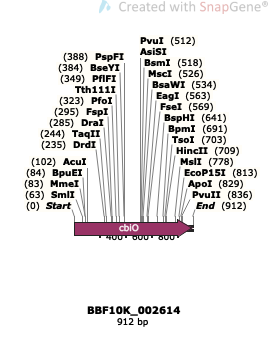 Created with SnapGene®
PvuI (512)
AsiSI
(388) PspFI
BsmI (518)
(384) BseYI
MscI (526)
(349) PflFI
BsaWI (534)
Tth111I
EagI (563)
(323) PfoI
FseI (569)
(295) FspI
BspHI (641)
(285) DraI
BpmI (691)
(244) TaqII
TsoI (703)
(235) DrdI
HincII (709)
(102) AcuI
MslI (778)
(84) BpuEI
EcoP15I (813)
(83) MmeI
ApoI (829)
(63) SmlI
PvuII (836)
(0) Start
End (912)
cbiO
400 600 800
BBF10K_002614
912 bp